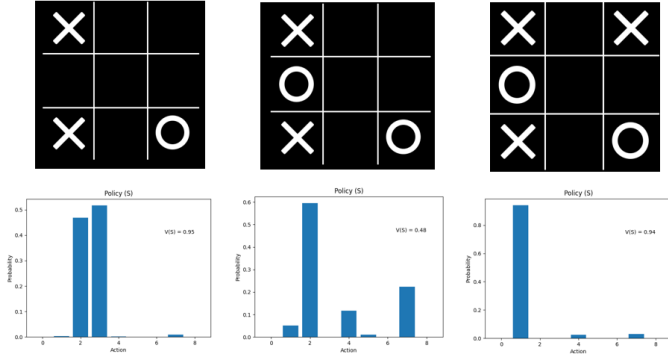 Policy (S)
Policy (S)
Policy (S)
0.5
0.4
0.3
0.2
0.1
0.0
Probability
V(S) = 0.95
0
2
4
6
8
Action
0.6
0.5
0.4
0.3
0.2
0.1
0.0
Probability
V(S) = 0.48
0
2
4
6
8
Action
0.8
0.6
0.4
0.2
0.0
Probability
V(S) = 0.94
0
2
4
6
8
Action